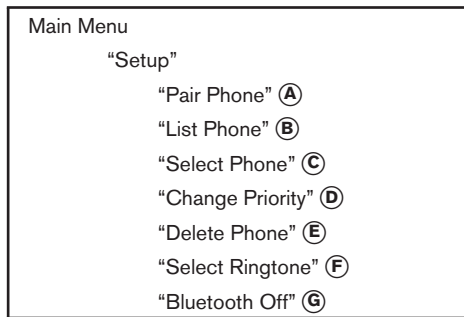 Main Menu
“Setup”
“Pair Phone” Ⓐ
“List Phone” Ⓑ
“Select Phone” Ⓒ
“Change Priority” Ⓓ
“Delete Phone” Ⓔ
“Select Ringtone” Ⓕ
“Bluetooth Off” Ⓖ